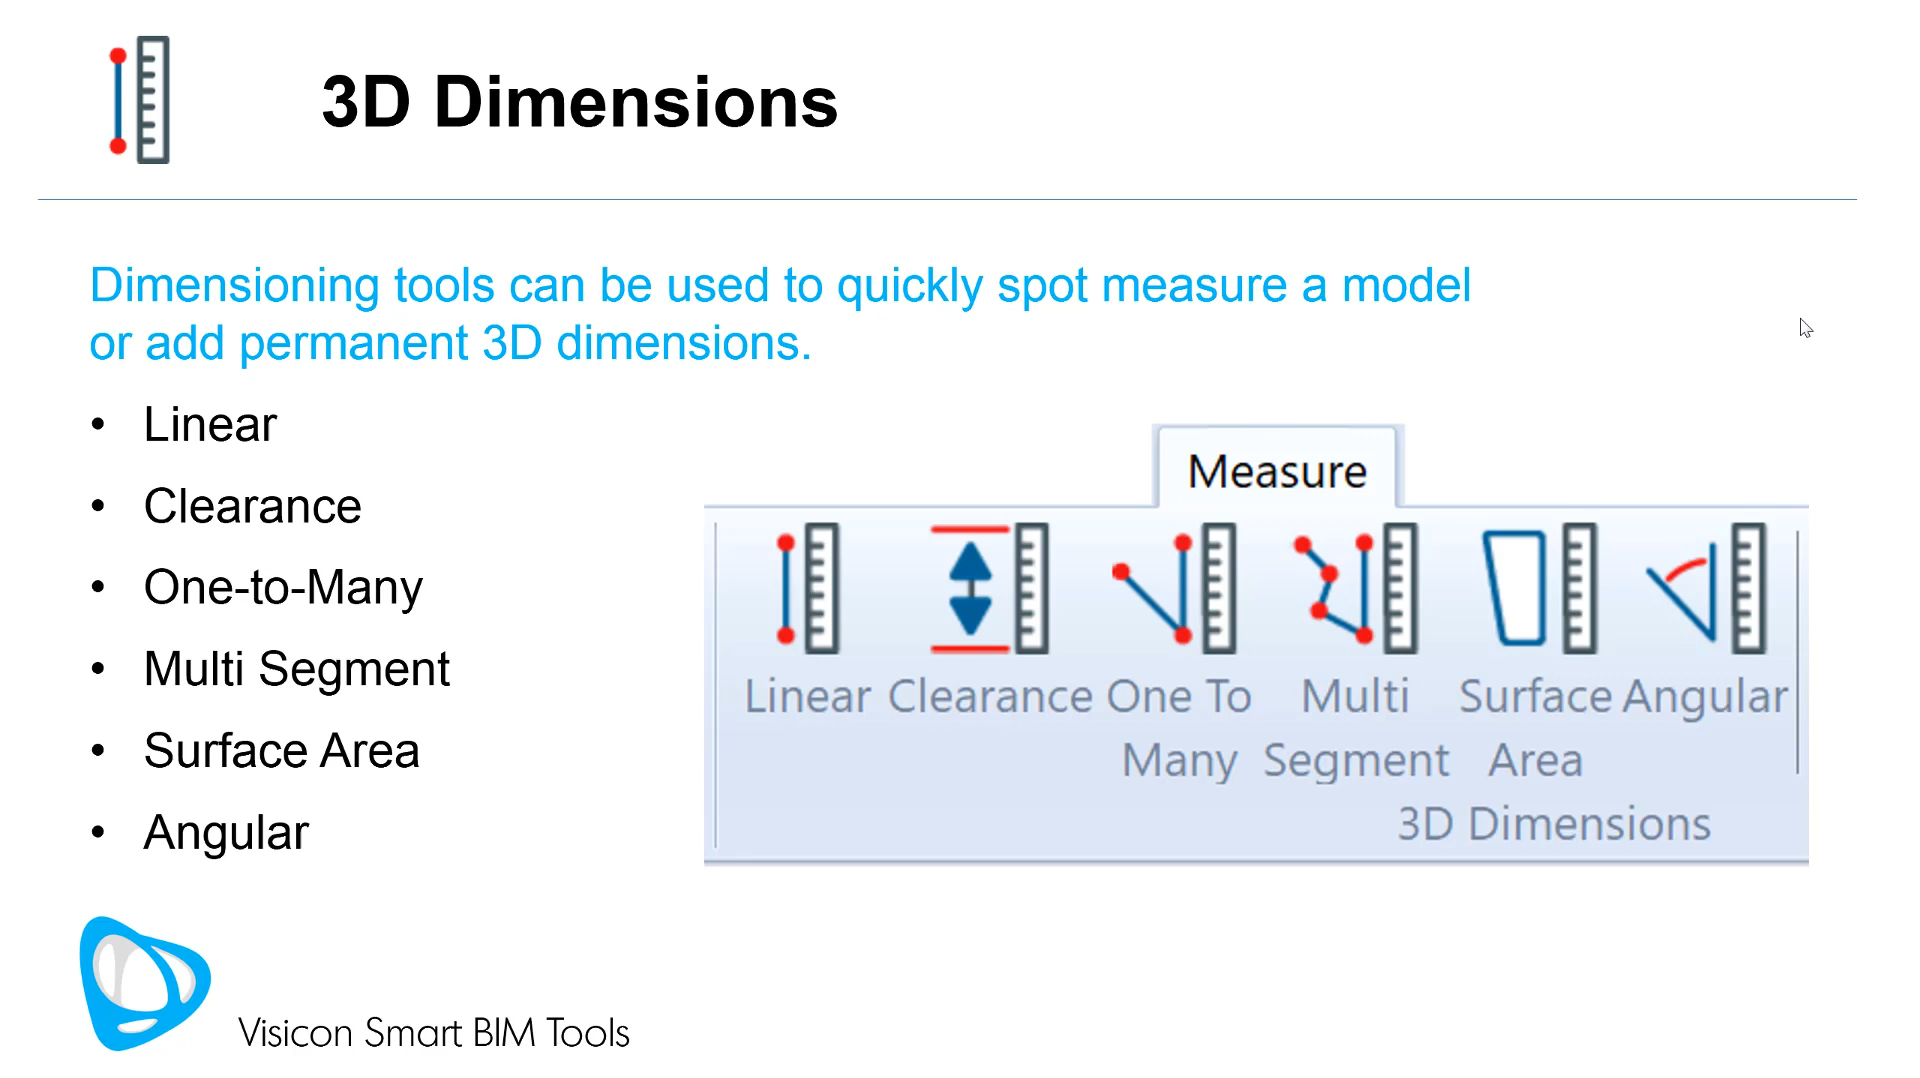 3D Dimensions
Dimensioning tools can be used to quickly spot measure a model
or add permanent 3D dimensions.
• Linear
• Clearance
• One-to-Many
• Multi Segment
• Surface Area
• Angular
Measure
Linear Clearance One To Multi Surface Angular
Many Segment Area
3D Dimensions
Visicon Smart BIM Tools